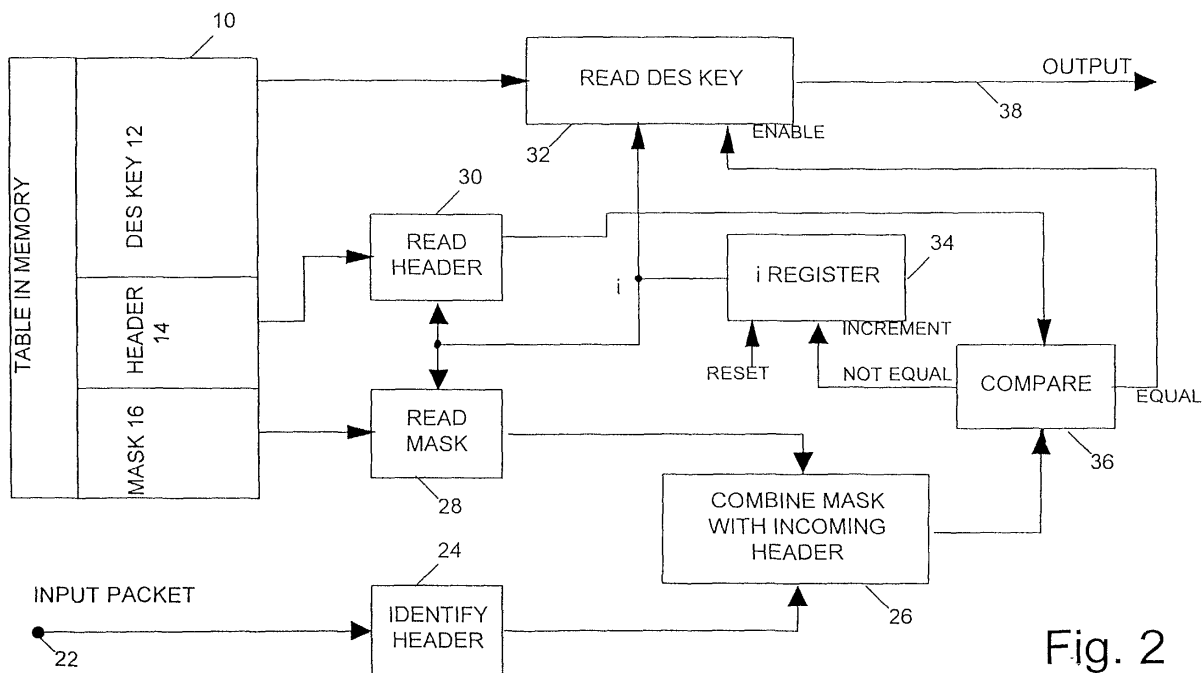 10
READ DES KEY
OUTPUT
38
32
ENABLE
TABLE IN MEMORY
DES KEY 12
HEADER
14
MASK 16
30
READ
HEADER
i
i REGISTER
34
INCREMENT
RESET
NOT EQUAL
COMPARE
EQUAL
36
READ
MASK
28
COMBINE MASK
WITH INCOMING
HEADER
26
24
INPUT PACKET
IDENTIFY
HEADER
22
Fig. 2